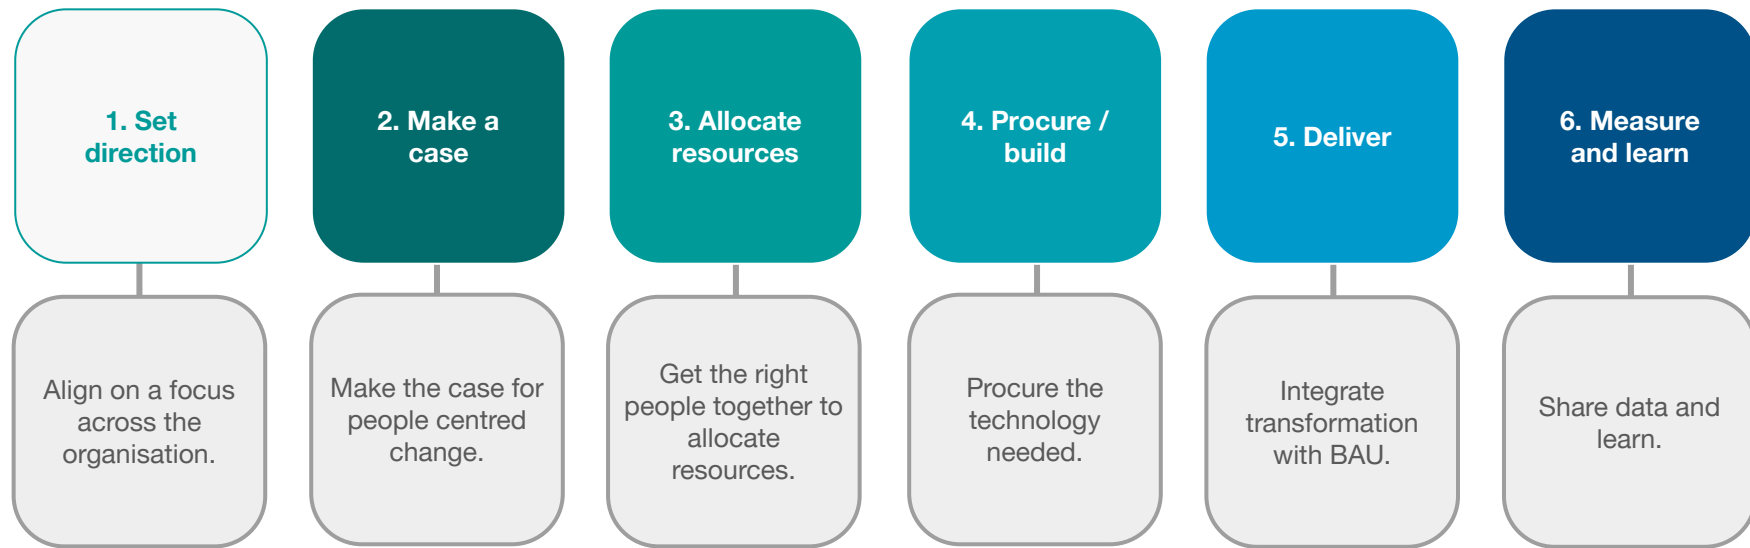 1. Set
direction
2. Make a
case
3. Allocate
resources
4. Procure /
build
5. Deliver
6. Measure
and learn
Align on a focus
across the
organisation.
Make the case for
people centred
change.
Get the right
people together to
allocate
resources.
Procure the
technology
needed.
Integrate
transformation
with BAU.
Share data and
learn.